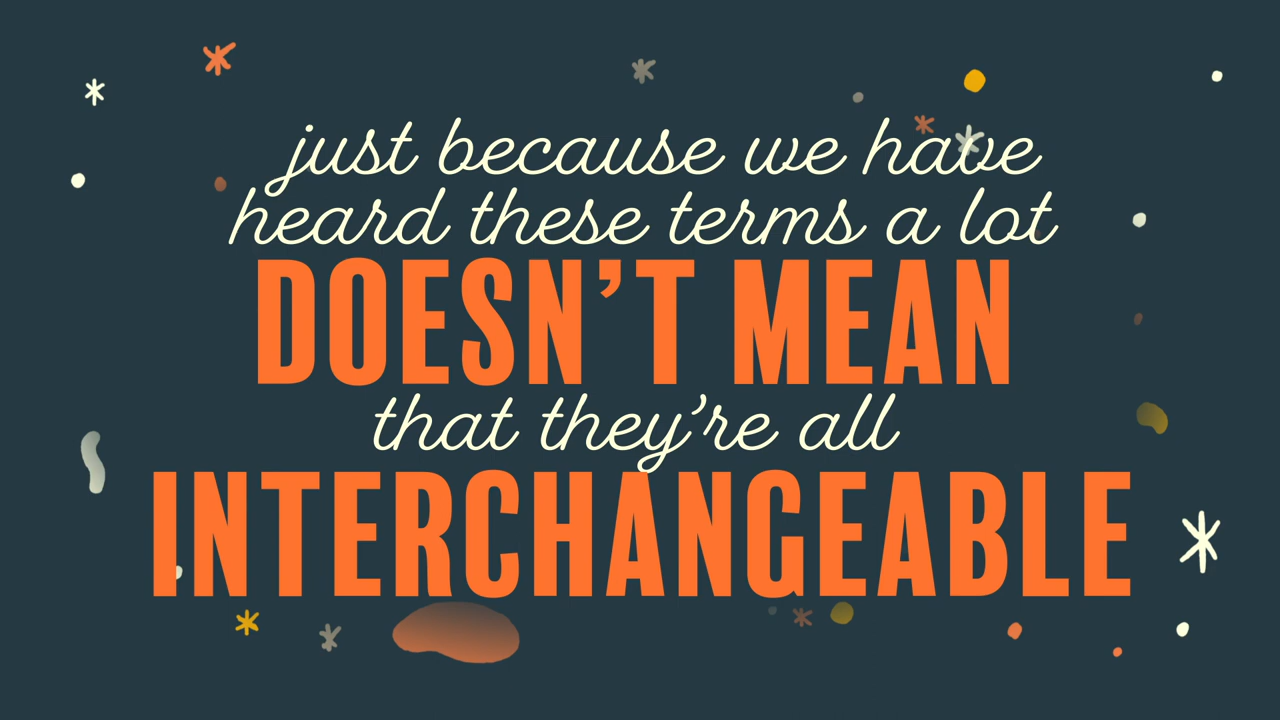 just because we have
heard these terms a lot
DOESN’T MEAN
that they’re all
INTERCHANGEABLE